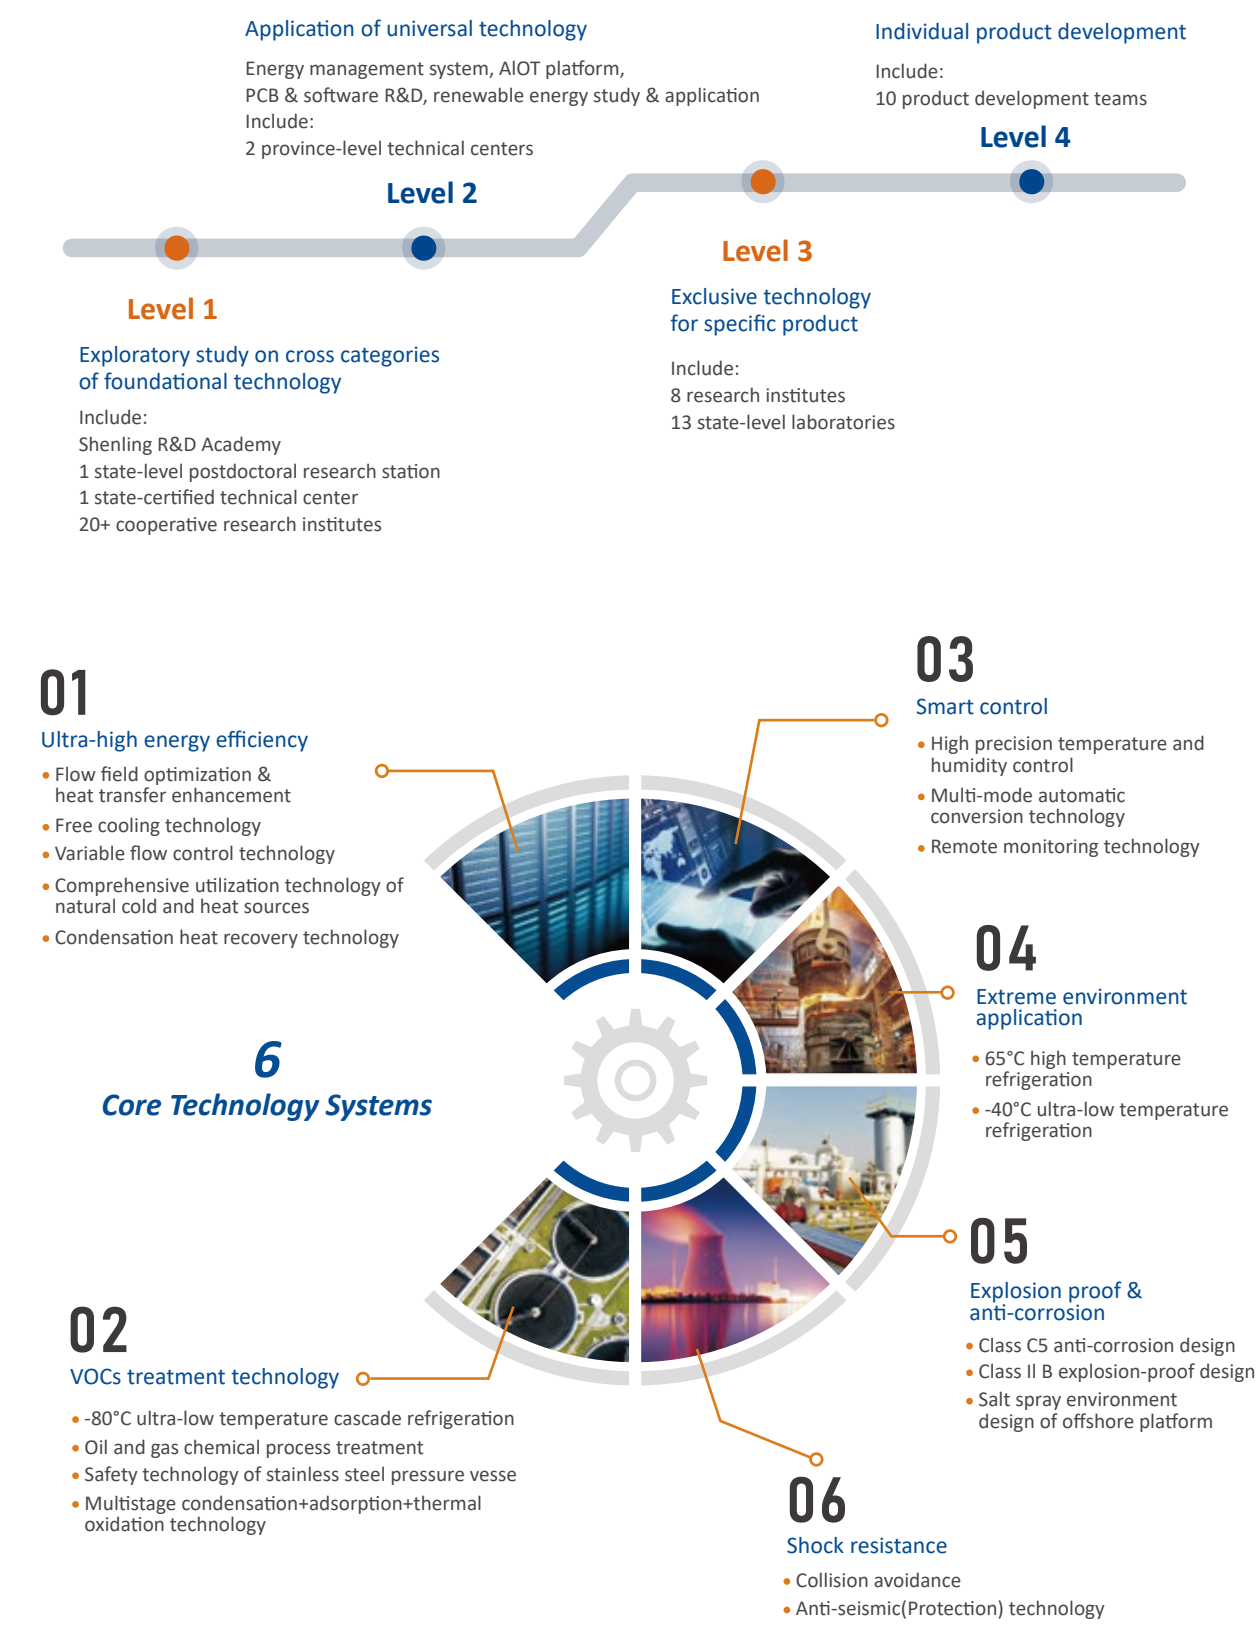 Application of universal technology
Energy management system, AIOT platform,
PCB & software R&D, renewable energy study & application
Include:
2 province-level technical centers
Level 2
Individual product development
Include:
10 product development teams
Level 4
Level 1
Exploratory study on cross categories
of foundational technology
Include:
Shenling R&D Academy
1 state-level postdoctoral research station
1 state-certified technical center
20+ cooperative research institutes
Level 3
Exclusive technology
for specific product
Include:
8 research institutes
13 state-level laboratories
01
Ultra-high energy efficiency
• Flow field optimization &
heat transfer enhancement
• Free cooling technology
• Variable flow control technology
• Comprehensive utilization technology of
natural cold and heat sources
• Condensation heat recovery technology
03
Smart control
• High precision temperature and
humidity control
• Multi-mode automatic
conversion technology
• Remote monitoring technology
04
Extreme environment
application
• 65°C high temperature
refrigeration
• -40°C ultra-low temperature
refrigeration
6
Core Technology Systems
05
Explosion proof &
anti-corrosion
• Class C5 anti-corrosion design
• Class II B explosion-proof design
• Salt spray environment
design of offshore platform
02
VOCs treatment technology
• -80°C ultra-low temperature cascade refrigeration
• Oil and gas chemical process treatment
• Safety technology of stainless steel pressure vesse
• Multistage condensation+adsorption+thermal
oxidation technology
06
Shock resistance
• Collision avoidance
• Anti-seismic(Protection) technology